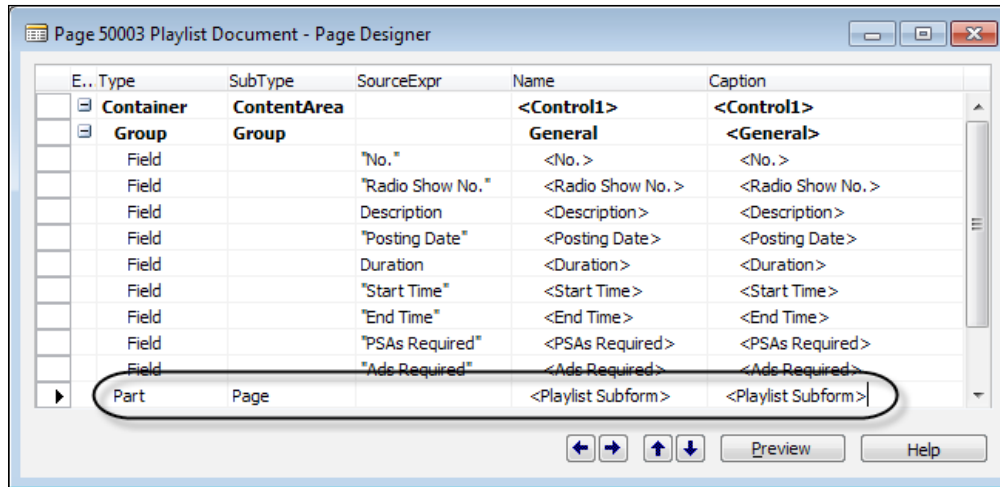 Page 50003 Playlist Document - Page Designer
E.. Type SubType SourceExpr Name Caption
Container ContentArea <Control1> <Control1>
Group Group General <General>
Field "No." <No.> <No.>
Field "Radio Show No." <Radio Show No.> <Radio Show No.>
Field Description <Description> <Description>
Field "Posting Date" <Posting Date> <Posting Date>
Field Duration <Duration> <Duration>
Field "Start Time" <Start Time> <Start Time>
Field "End Time" <End Time> <End Time>
Field "PSAs Required" <PSAs Required> <PSAs Required>
Field "Ads Required" <Ads Required> <Ads Required>
Part Page <Playlist Subform> <Playlist Subform>
Preview Help